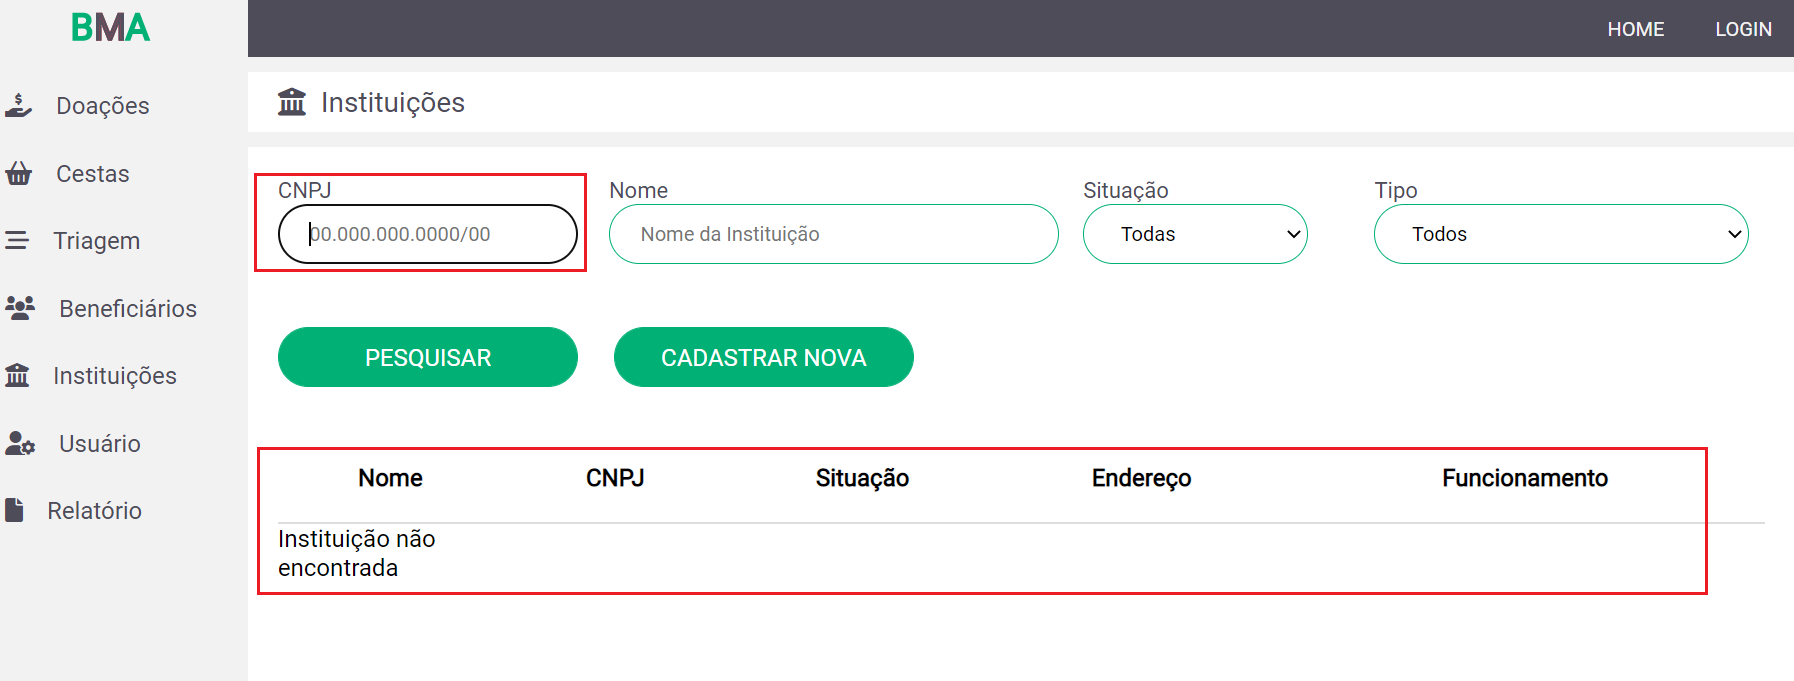 BMA
HOME LOGIN
Doações
Cestas
Triagem
Beneficiários
Instituições
Usuário
Relatório
Instituições
CNPJ Nome Situação Tipo
00.000.000.0000/00 Nome da Instituição Todas Todos
PESQUISAR CADASTRAR NOVA
Nome CNPJ Situação Endereço Funcionamento
Instituição não
encontrada